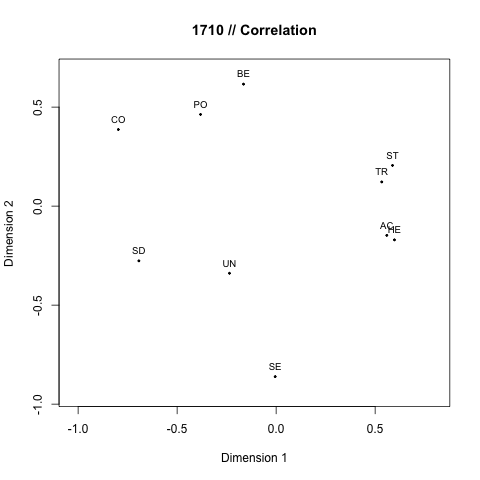 1710 // Correlation
BE
PO
CO
ST
TR
AC
HE
SD
UN
SE
Dimension 2
0.5
0.0
-0.5
-1.0
-1.0 -0.5 0.0 0.5
Dimension 1